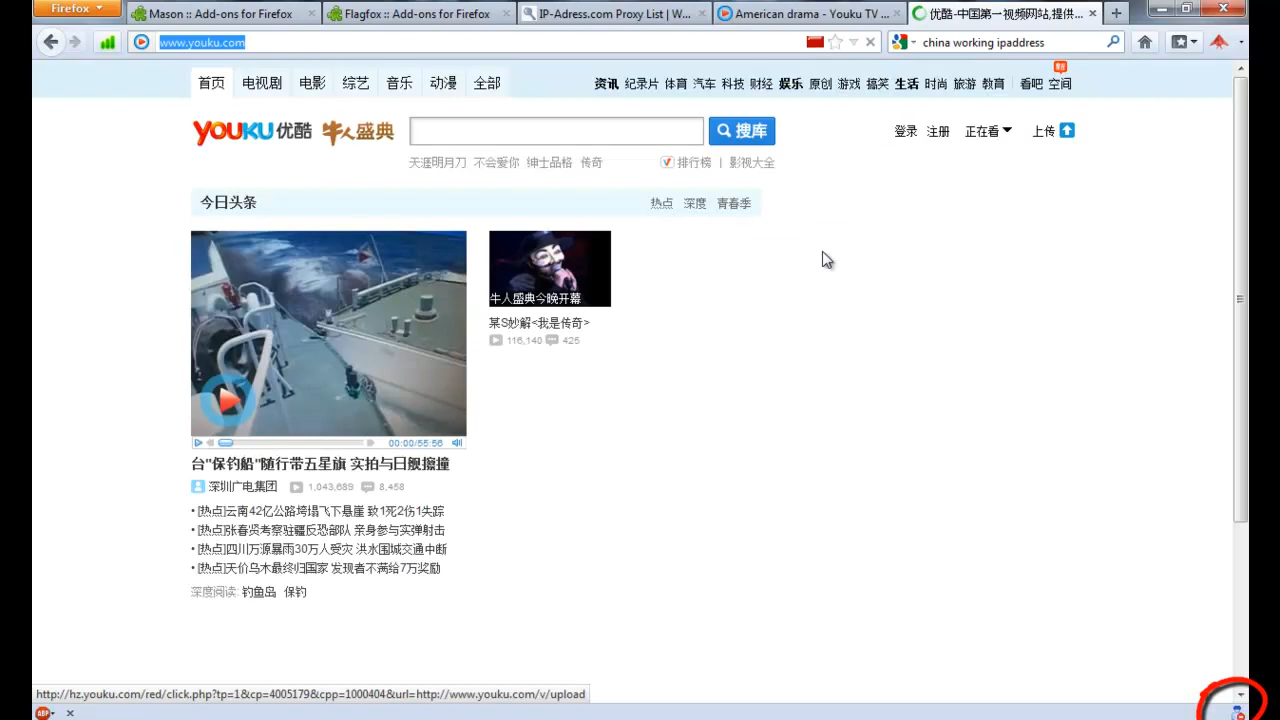 Firefox
Mason :: Add-ons for Firefox
Flagfox :: Add-ons for Firefox
IP-Adress.com Proxy List | W...
American drama - Youku TV ...
优酷-中国第一视频网站,提供...
www.youku.com
china working ipaddress
首页 电视剧 电影 综艺 音乐 动漫 全部
资讯 纪录片 体育 汽车 科技 财经 娱乐 原创 游戏 搞笑 生活 时尚 旅游 教育 看吧 空间
YOUKU优酷 牛人盛典
搜库
登录 注册 正在看 上传
天涯明月刀 不会爱你 绅士品格 传奇
排行榜 | 影视大全
今日头条
热点 深度 青春季
牛人盛典今晚开幕
某S妙解<我是传奇>
116,140 425
00:00/55:56
台"保钓船"随行带五星旗 实拍与日舰擦撞
深圳广电集团 1,043,689 8,458
• [热点]云南42亿公路垮塌飞下悬崖 致1死2伤1失踪
• [热点]张春贤考察驻疆反恐部队 亲身参与实弹射击
• [热点]四川万源暴雨30万人受灾 洪水围城交通中断
• [热点]天价乌木最终归国家 发现者不满给7万奖励
深度阅读: 钓鱼岛 保钓
http://hz.youku.com/red/click.php?tp=1&cp=4005179&cpp=1000404&url=http://www.youku.com/v/upload
ABP